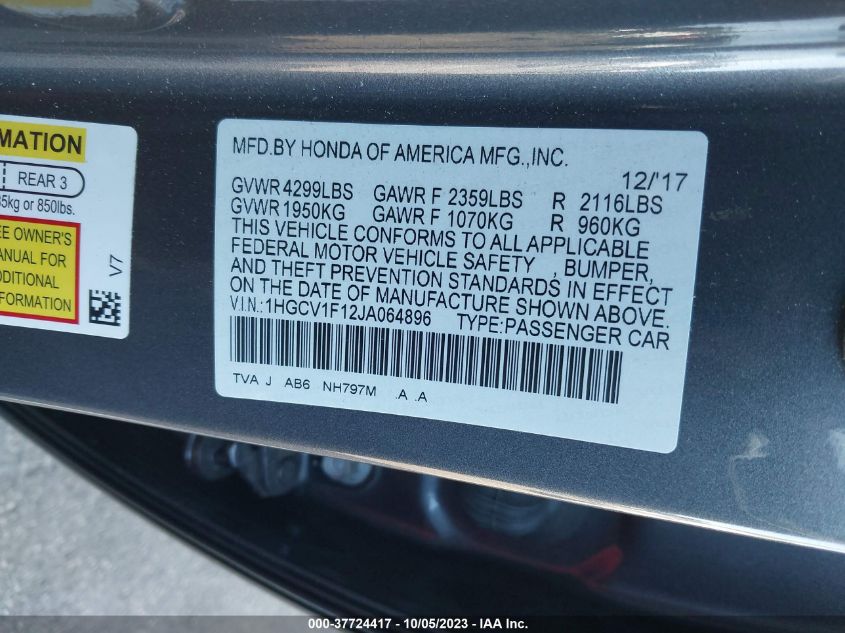 MATION
REAR 3
5kg or 850lbs.
EE OWNER'S
ANUAL FOR
DDITIONAL
FORMATION
V7
MFD.BY HONDA OF AMERICA MFG.,INC.
12/'17
GVWR 4299LBS GAWR F 2359LBS R 2116LBS
GVWR 1950KG GAWR F 1070KG R 960KG
THIS VEHICLE CONFORMS TO ALL APPLICABLE
FEDERAL MOTOR VEHICLE SAFETY , BUMPER,
AND THEFT PREVENTION STANDARDS IN EFFECT
ON THE DATE OF MANUFACTURE SHOWN ABOVE.
V.I.N.:1HGCV1F12JA064896 TYPE:PASSENGER CAR
TVA J AB6 NH797M .A .A
000-37724417 - 10/05/2023 - IAA Inc.